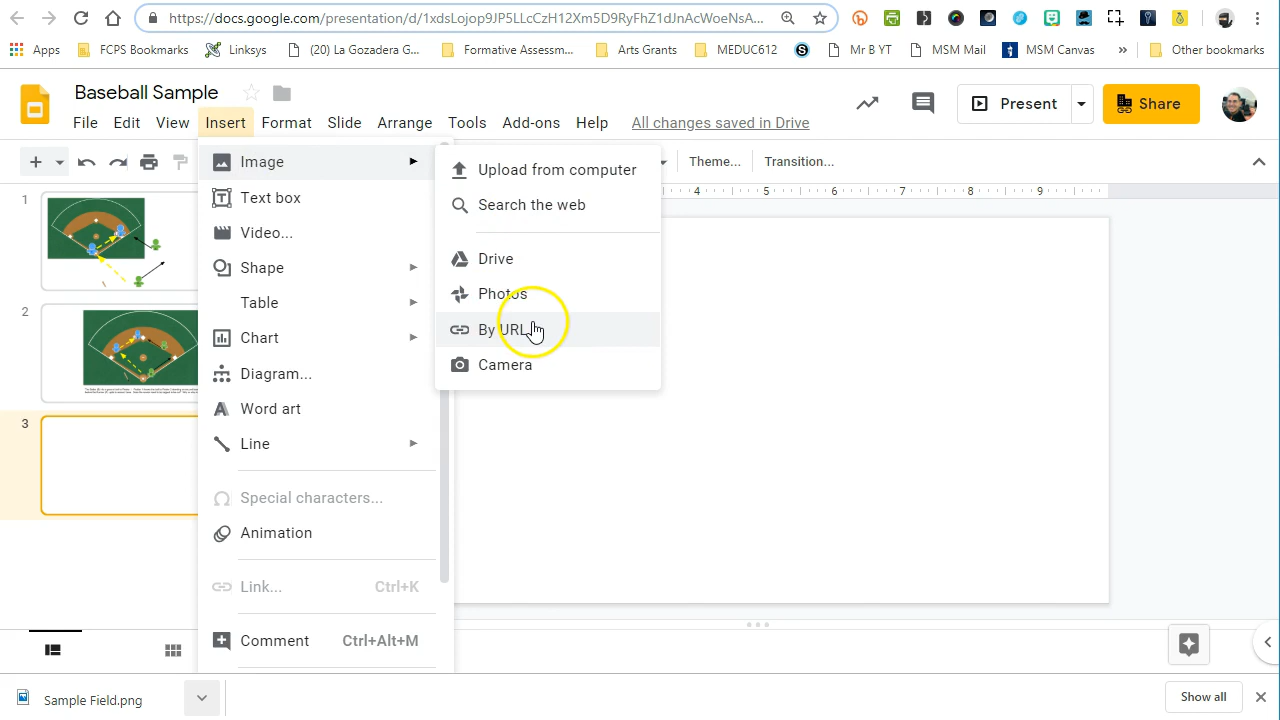 https://docs.google.com/presentation/d/1xdsLojop9JP5LLcCzH12Xm5D9RyFhZ1dJnAcWoeNsA...
Apps FCPS Bookmarks Linksys (20) La Gosadera G... Formative Assessm... Arts Grants MEDUC612 Mr B YT MSM Mail MSM Canvas » Other bookmarks
Baseball Sample
Present
Share
File Edit View Insert Format Slide Arrange Tools Add-ons Help All changes saved in Drive
Theme... Transition...
Image
Text box
Video...
Shape
Table
Chart
Diagram...
Word art
Line
Special characters...
Animation
Link... Ctrl+K
Comment Ctrl+Alt+M
Upload from computer
Search the web
Drive
Photos
By URL
Camera
4 5 6 7 8 9
1
2
3
Sample Field.png
Show all